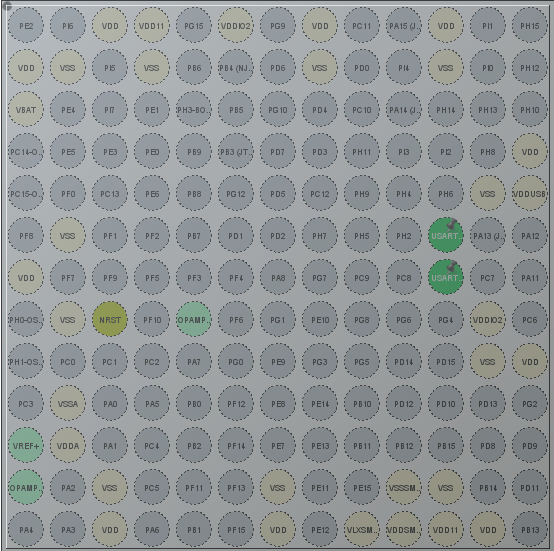 PE2 PI6 VDD VDD11 PG15 VDDIO2 PG9 VDD PC11 PA15 (J... VDD PI1 PH15
VDD VSS PI5 VSS PB6 PB4 (NJ... PD6 VSS PD0 PI4 VSS PI0 PH12
VBAT PE4 PI7 PE1 PH3-BO... PB5 PG10 PD4 PC10 PA14 (J... PH14 PH13 PH10
PC14-O... PE5 PE3 PE0 PB9 PB3 (JT... PD7 PD3 PH11 PI3 PI2 PH8 VDD
PC15-O... PF0 PC13 PE6 PB8 PG12 PD5 PC12 PH9 PH4 PH6 VSS VDDUSB
PF8 VSS PF1 PF2 PB7 PD1 PD2 PH7 PH5 PH2 USART... PA13 (J... PA12
VDD PF7 PF9 PF5 PF3 PF4 PA8 PG7 PC9 PC8 USART... PC7 PA11
PH0-OS... VSS NRST PF10 OPAMP... PF6 PG1 PE10 PG8 PG6 PG4 VDDIO2 PC6
PH1-OS... PC0 PC1 PC2 PA7 PG0 PE9 PG3 PG5 PD14 PD15 VSS VDD
PC3 VSSA PA0 PA5 PB0 PF12 PE8 PE14 PB10 PD12 PD10 PD13 PG2
VREF+ VDDA PA1 PC4 PB2 PF14 PE7 PE13 PB11 PB12 PB15 PD8 PD9
OPAMP... PA2 VSS PC5 PF11 PF13 VSS PE11 PE15 VSSSM... VSS PB14 PD11
PA4 PA3 VDD PA6 PB1 PF15 VDD PE12 VLXSM... VDDSM... VDD11 VDD PB13